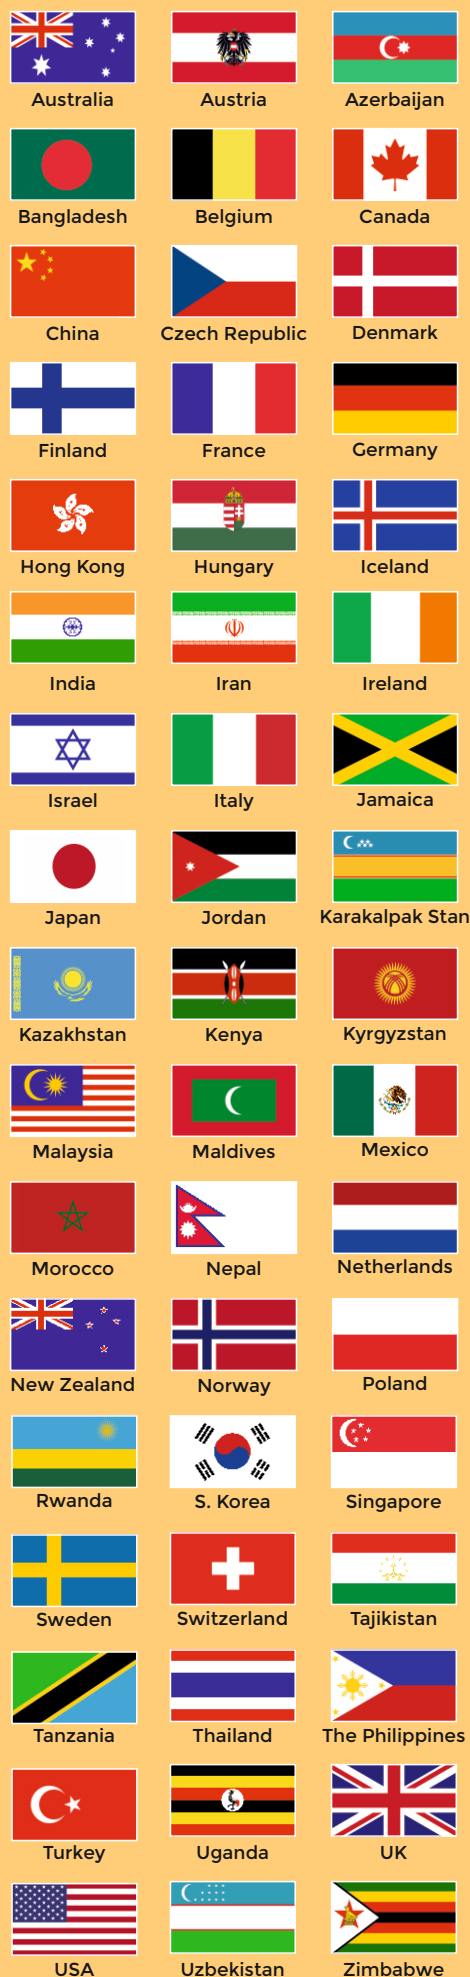 Australia
Austria
Azerbaijan
Bangladesh
Belgium
Canada
China
Czech Republic
Denmark
Finland
France
Germany
Hong Kong
Hungary
Iceland
India
Iran
Ireland
Israel
Italy
Jamaica
Japan
Jordan
Karakalpak Stan
Kazakhstan
Kenya
Kyrgyzstan
Malaysia
Maldives
Mexico
Morocco
Nepal
Netherlands
New Zealand
Norway
Poland
Rwanda
S. Korea
Singapore
Sweden
Switzerland
Tajikistan
Tanzania
Thailand
The Philippines
Turkey
Uganda
UK
USA
Uzbekistan
Zimbabwe